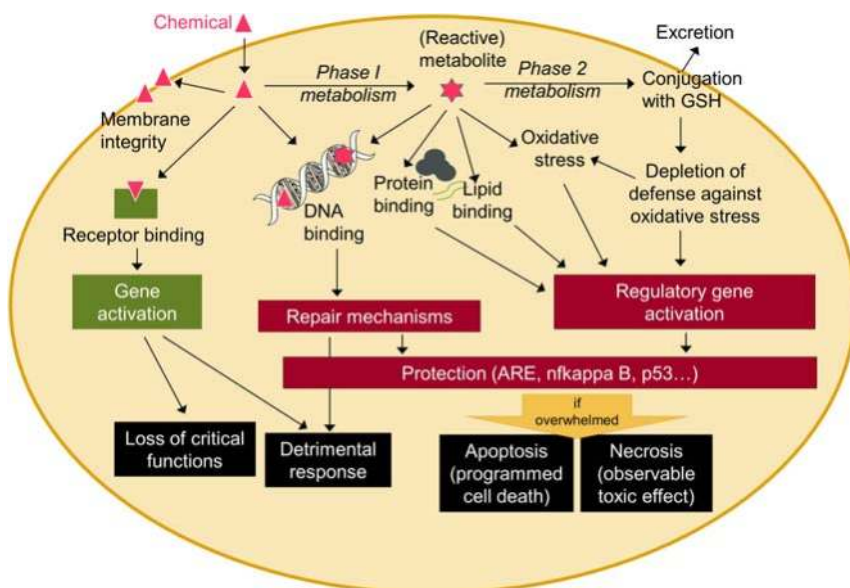 Chemical
Excretion
(Reactive)
metabolite
Phase I
metabolism
Phase 2
metabolism
Conjugation
with GSH
Membrane
integrity
Oxidative
stress
Protein
binding
Lipid
binding
Depletion of
defense against
oxidative stress
DNA
binding
Receptor binding
Gene
activation
Repair mechanisms
Regulatory gene
activation
Protection (ARE, nfkappa B, p53…)
if
overwhelmed
Loss of critical
functions
Detrimental
response
Apoptosis
(programmed
cell death)
Necrosis
(observable
toxic effect)